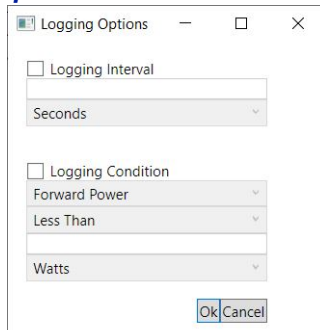 Logging Options
Logging Interval
Seconds
Logging Condition
Forward Power
Less Than
Watts
Ok Cancel